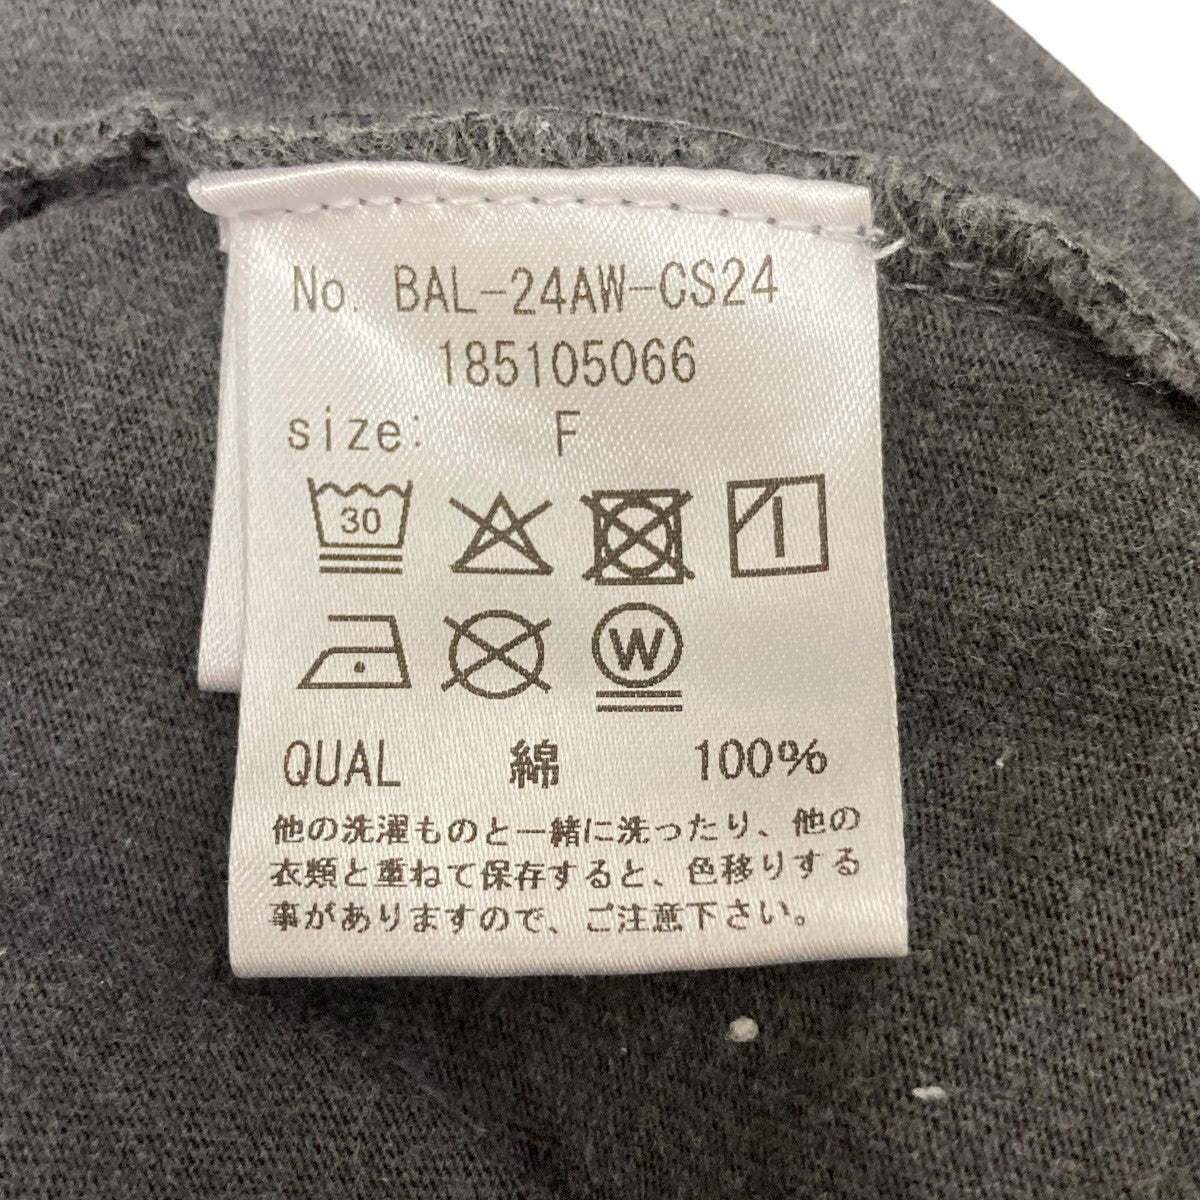 No. BAL-24AW-CS24
185105066
size: F
30
W
QUAL 綿 100%
他の洗濯ものと一緒に洗ったり、他の
衣類と重ねて保存すると、色移りする
事がありますので、ご注意下さい。